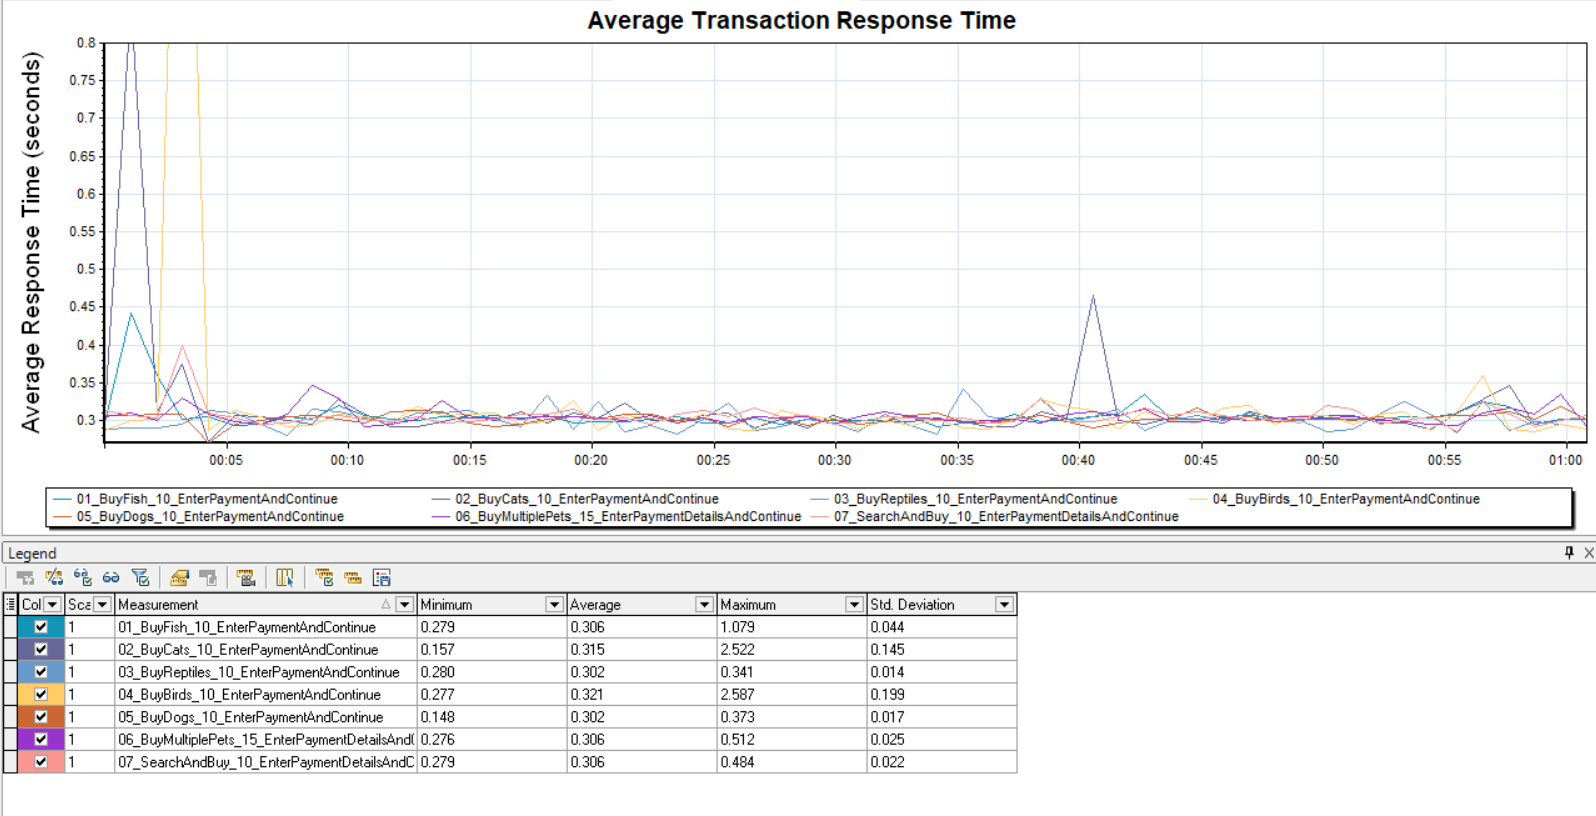 Average Transaction Response Time
Average Response Time (seconds)
0.8
0.75
0.7
0.65
0.6
0.55
0.5
0.45
0.4
0.35
0.3
00:05 00:10 00:15 00:20 00:25 00:30 00:35 00:40 00:45 00:50 00:55 01:00
01_BuyFish_10_EnterPaymentAndContinue 02_BuyCats_10_EnterPaymentAndContinue 03_BuyReptiles_10_EnterPaymentAndContinue 04_BuyBirds_10_EnterPaymentAndContinue
05_BuyDogs_10_EnterPaymentAndContinue 06_BuyMultiplePets_15_EnterPaymentDetailsAndContinue 07_SearchAndBuy_10_EnterPaymentDetailsAndContinue
Legend
Col Sca Measurement Minimum Average Maximum Std. Deviation
1 01_BuyFish_10_EnterPaymentAndContinue 0.279 0.306 1.079 0.044
1 02_BuyCats_10_EnterPaymentAndContinue 0.157 0.315 2.522 0.145
1 03_BuyReptiles_10_EnterPaymentAndContinue 0.280 0.302 0.341 0.014
1 04_BuyBirds_10_EnterPaymentAndContinue 0.277 0.321 2.587 0.199
1 05_BuyDogs_10_EnterPaymentAndContinue 0.148 0.302 0.373 0.017
1 06_BuyMultiplePets_15_EnterPaymentDetailsAnd( 0.276 0.306 0.512 0.025
1 07_SearchAndBuy_10_EnterPaymentDetailsAndC 0.279 0.306 0.484 0.022